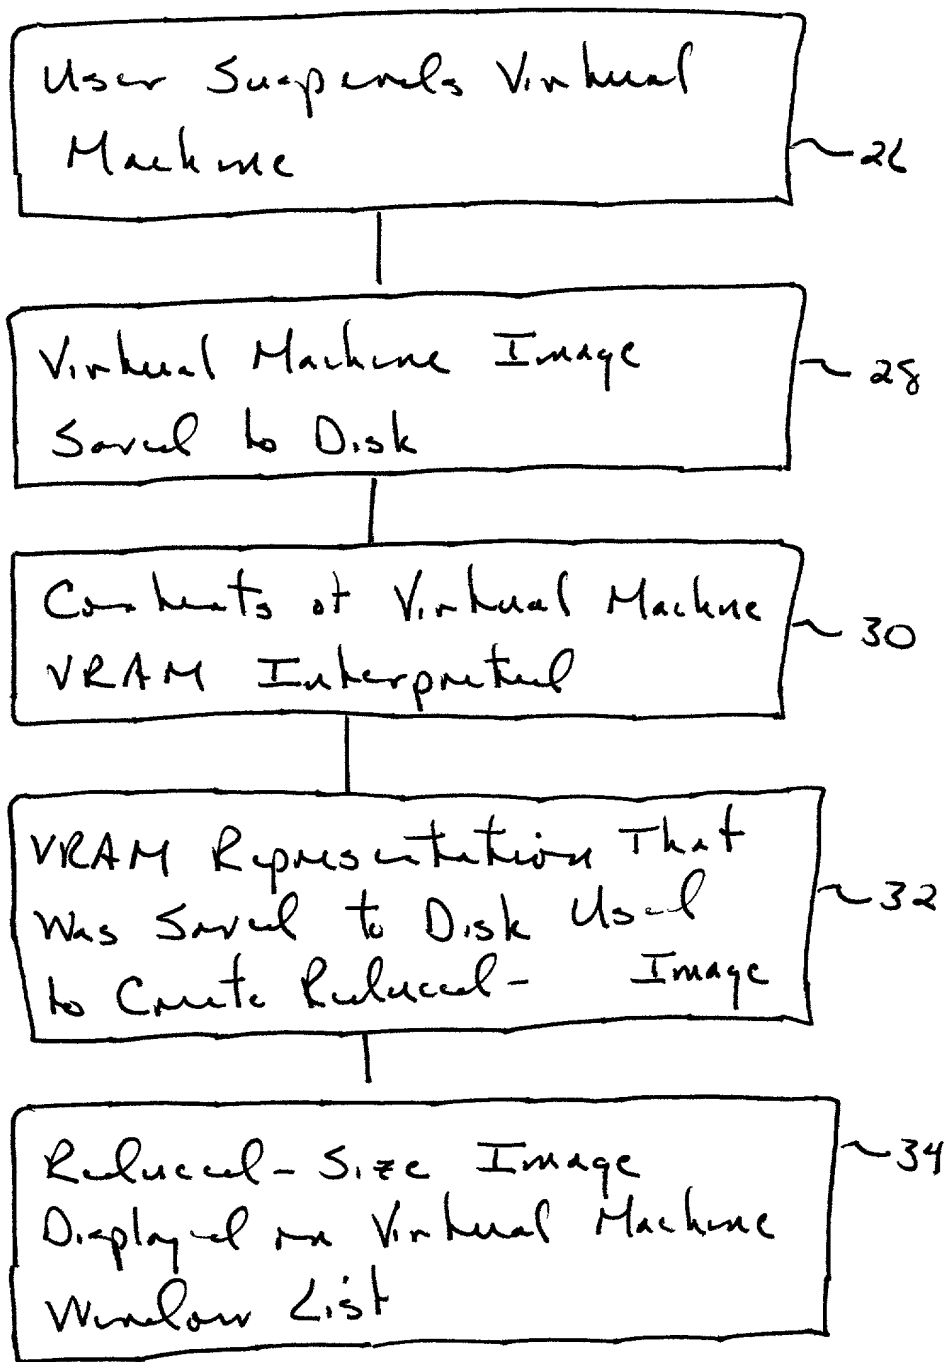 User Suspends Virtual
Machine
26
Virtual Machine Image
28
Saved to Disk
Contents of Virtual Machine
30
VRAM Interpreted
VRAM Representation That
32
Was Saved to Disk Used
to Create Reduced- Image
Reduced-Size Image
34
Displayed in Virtual Machine
Window List